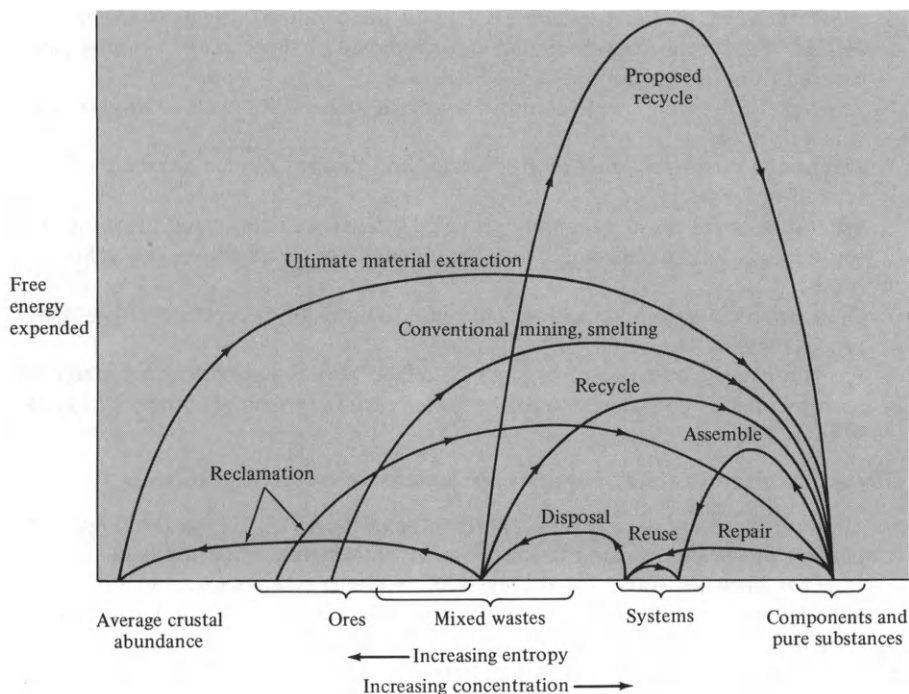 Proposed
recycle
Ultimate material extraction
Free
energy
expended
Conventional mining, smelting
Recycle
Assemble
Reclamation
Disposal
Reuse
Repair
Average crustal
abundance
Ores
Mixed wastes
Systems
Components and
pure substances
Increasing entropy
Increasing concentration